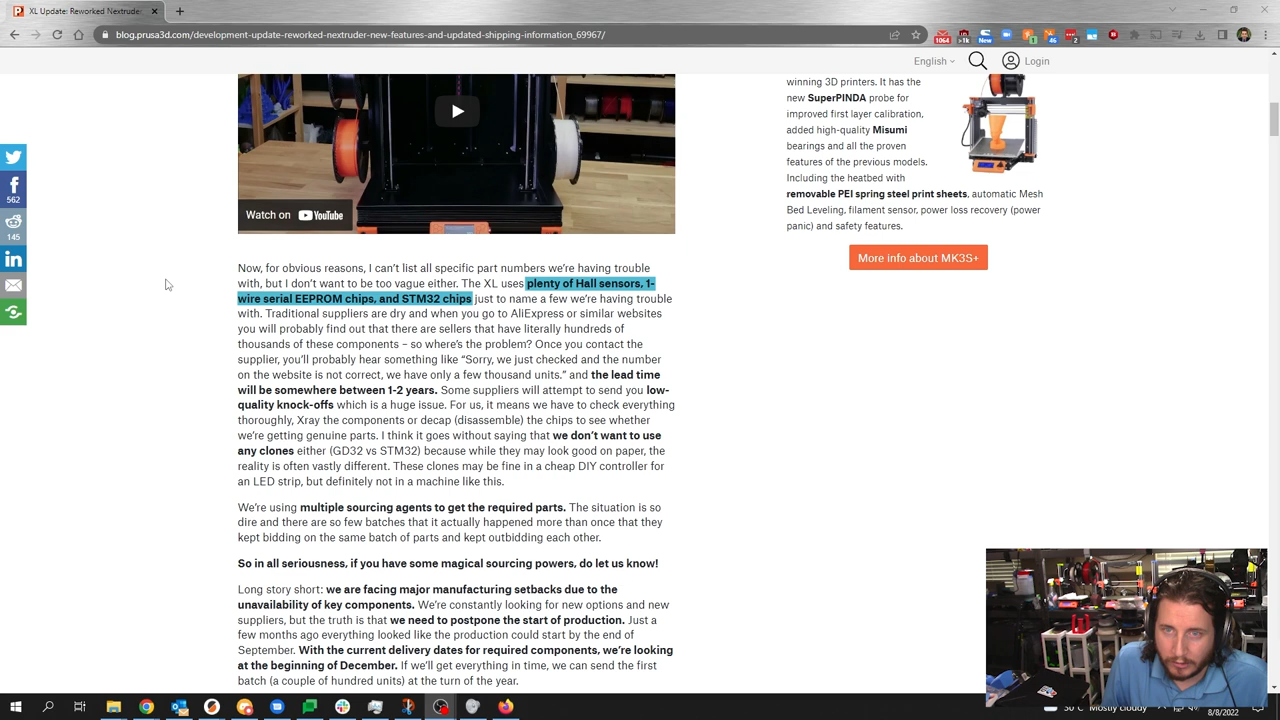 XL Update: Reworked Nextruder
blog.prusa3d.com/development-update-reworked-nextruder-new-features-and-updated-shipping-information_69967/
1064
>1k
New
1
46
2
English
Login
562
145
Watch on YouTube
winning 3D printers. It has the
new SuperPINDA probe for
improved first layer calibration,
added high-quality Misumi
bearings and all the proven
features of the previous models.
Including the heatbed with
removable PEI spring steel print sheets, automatic Mesh
Bed Leveling, filament sensor, power loss recovery (power
panic) and safety features.
More info about MK3S+
Now, for obvious reasons, I can't list all specific part numbers we're having trouble
with, but I don't want to be too vague either. The XL uses plenty of Hall sensors, 1-
wire serial EEPROM chips, and STM32 chips just to name a few we're having trouble
with. Traditional suppliers are dry and when you go to AliExpress or similar websites
you will probably find out that there are sellers that have literally hundreds of
thousands of these components – so where's the problem? Once you contact the
supplier, you'll probably hear something like “Sorry, we just checked and the number
on the website is not correct, we have only a few thousand units.” and the lead time
will be somewhere between 1-2 years. Some suppliers will attempt to send you low-
quality knock-offs which is a huge issue. For us, it means we have to check everything
thoroughly, Xray the components or decap (disassemble) the chips to see whether
we're getting genuine parts. I think it goes without saying that we don't want to use
any clones either (GD32 vs STM32) because while they may look good on paper, the
reality is often vastly different. These clones may be fine in a cheap DIY controller for
an LED strip, but definitely not in a machine like this.
We're using multiple sourcing agents to get the required parts. The situation is so
dire and there are so few batches that it actually happened more than once that they
kept bidding on the same batch of parts and kept outbidding each other.
So in all seriousness, if you have some magical sourcing powers, do let us know!
Long story short: we are facing major manufacturing setbacks due to the
unavailability of key components. We're constantly looking for new options and new
suppliers, but the truth is that we need to postpone the start of production. Just a
few months ago everything looked like the production could start by the end of
September. With the current delivery dates for required components, we're looking
at the beginning of December. If we'll get everything in time, we can send the first
batch (a couple of hundred units) at the turn of the year.
30°C Mostly cloudy
8/8/2022